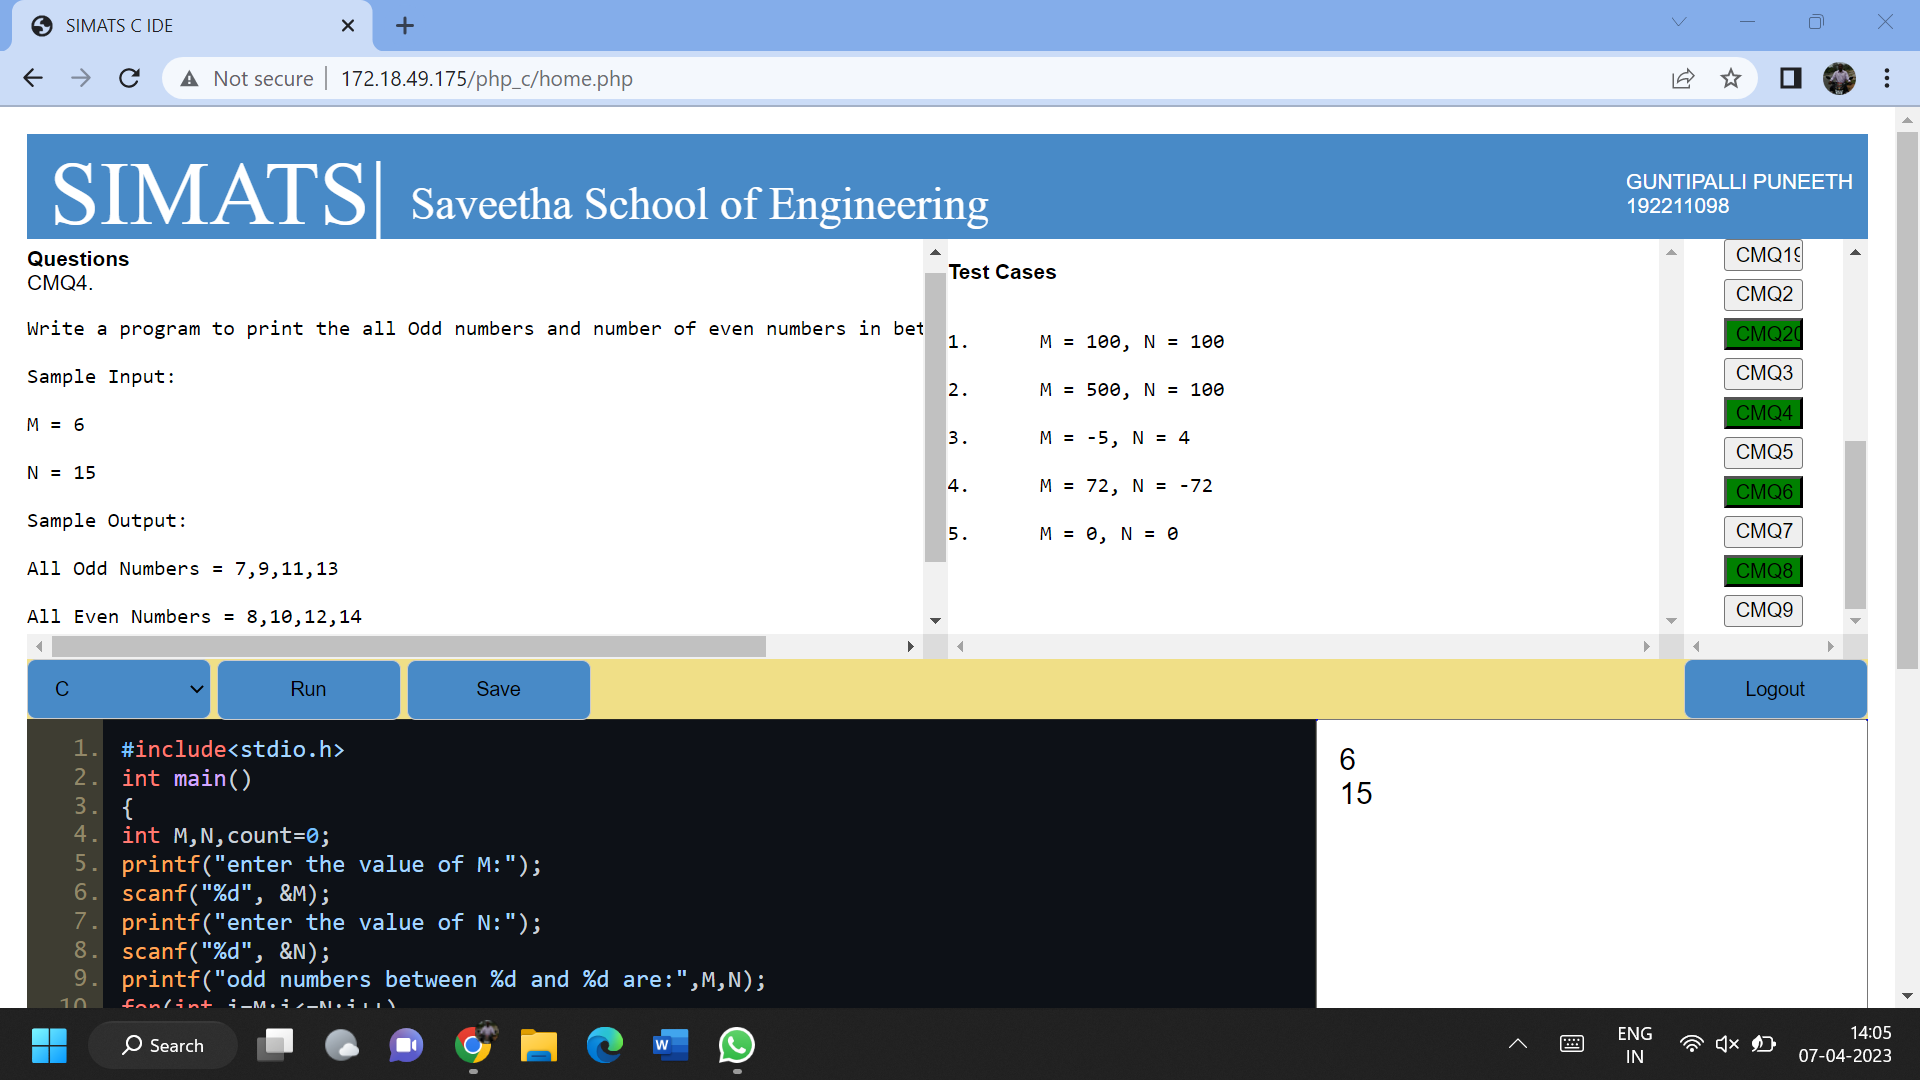 SIMATS C IDE
Not secure
172.18.49.175/php_c/home.php
SIMATS| Saveetha School of Engineering
GUNTIPALLI PUNEETH
192211098
Questions
CMQ4.
Write a program to print the all Odd numbers and number of even numbers in bet
Sample Input:
M = 6
N = 15
Sample Output:
All Odd Numbers = 7,9,11,13
All Even Numbers = 8,10,12,14
Test Cases
1. M = 100, N = 100
2. M = 500, N = 100
3. M = -5, N = 4
4. M = 72, N = -72
5. M = 0, N = 0
CMQ19
CMQ2
CMQ20
CMQ3
CMQ4
CMQ5
CMQ6
CMQ7
CMQ8
CMQ9
C
Run
Save
Logout
1. #include<stdio.h>
2. int main()
3. {
4. int M,N,count=0;
5. printf("enter the value of M:");
6. scanf("%d", &M);
7. printf("enter the value of N:");
8. scanf("%d", &N);
9. printf("odd numbers between %d and %d are:",M,N);
10. for(int i=M;i<=N;i++)
6
15
Search
ENG
IN
14:05
07-04-2023